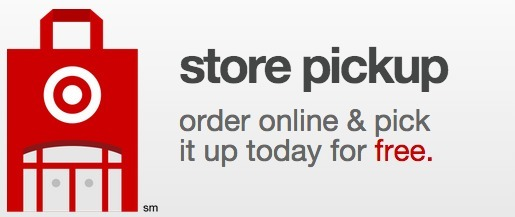 store pickup
order online & pick
it up today for free.
sm